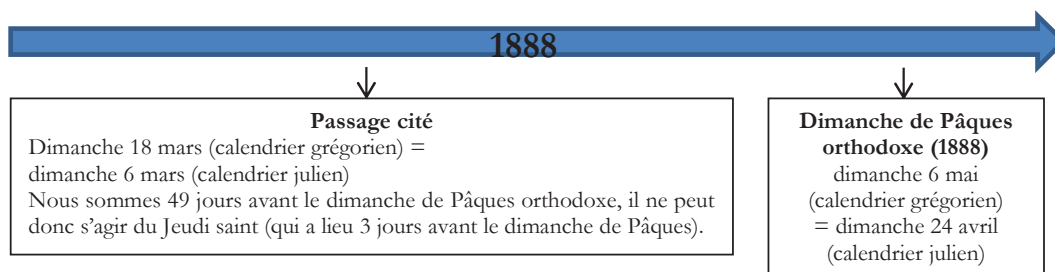 1888
Passage cité
Dimanche 18 mars (calendrier grégorien) =
dimanche 6 mars (calendrier julien)
Nous sommes 49 jours avant le dimanche de Pâques orthodoxe, il ne peut
donc s’agir du Jeudi saint (qui a lieu 3 jours avant le dimanche de Pâques).
Dimanche de Pâques
orthodoxe (1888)
dimanche 6 mai
(calendrier grégorien)
= dimanche 24 avril
(calendrier julien)